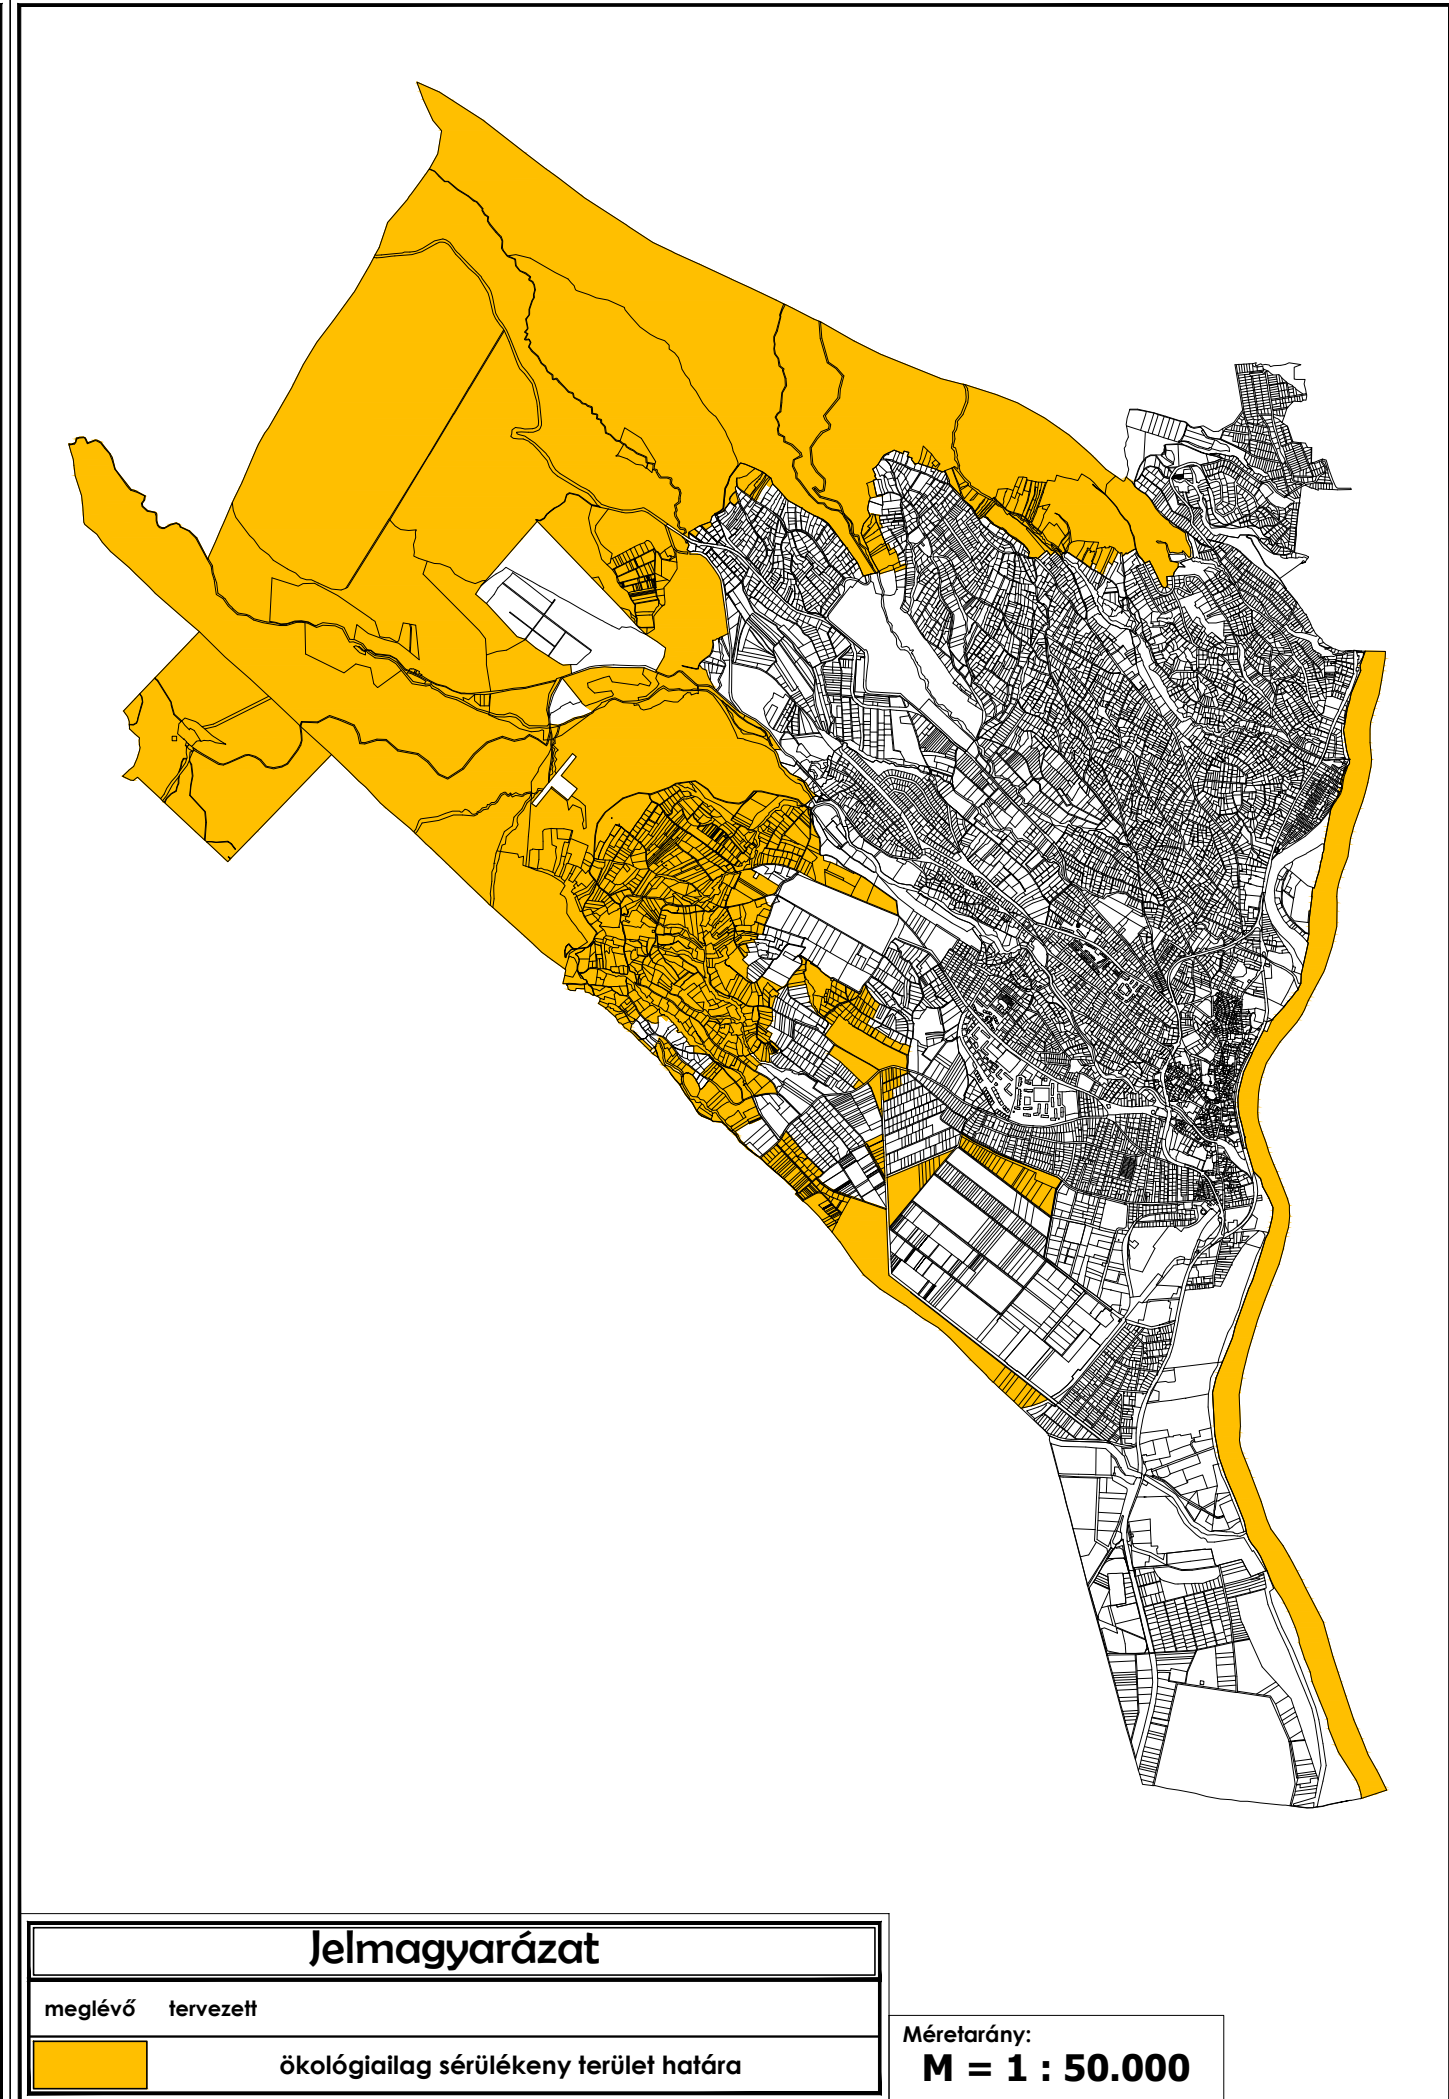 Jelmagyarázat
meglévő tervezett
ökológiailag sérülékeny terület határa
Méretarány:
M = 1 : 50.000